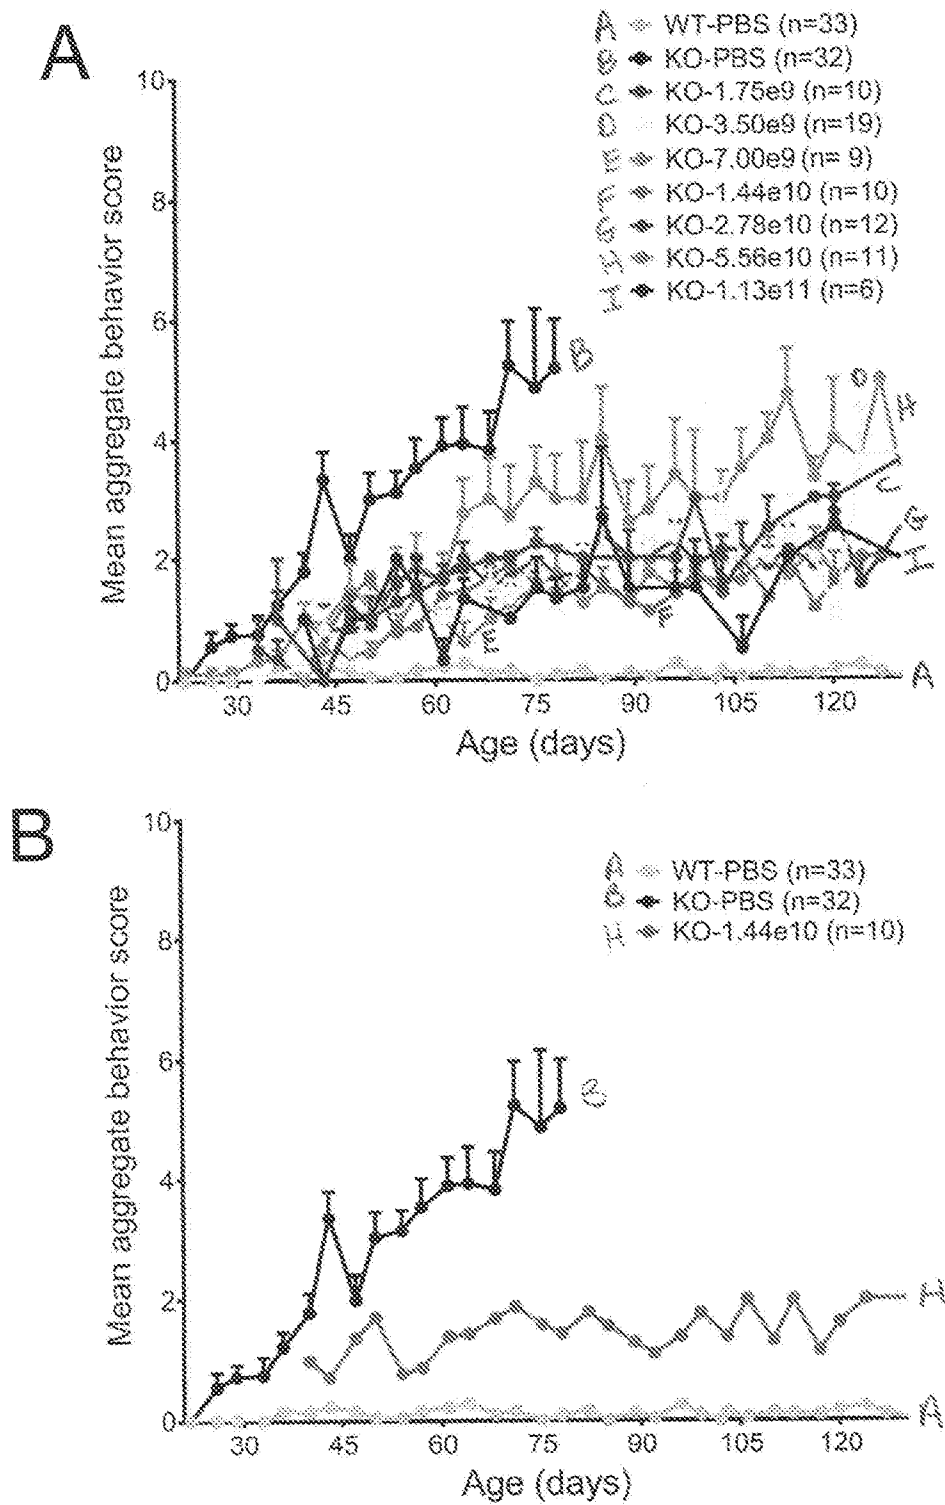 A
A WT-PBS (n=33)
B KO-PBS (n=32)
C KO-1.75e9 (n=10)
D KO-3.50e9 (n=19)
E KO-7.00e9 (n= 9)
F KO-1.44e10 (n=10)
G KO-2.78e10 (n=12)
H KO-5.56e10 (n=11)
I KO-1.13e11 (n=6)
Mean aggregate behavior score
10
8
6
4
2
0
B
D
H
C
G
I
F
E
A
30 45 60 75 90 105 120
Age (days)
B
A WT-PBS (n=33)
B KO-PBS (n=32)
H KO-1.44e10 (n=10)
Mean aggregate behavior score
10
8
6
4
2
0
B
H
A
30 45 60 75 90 105 120
Age (days)